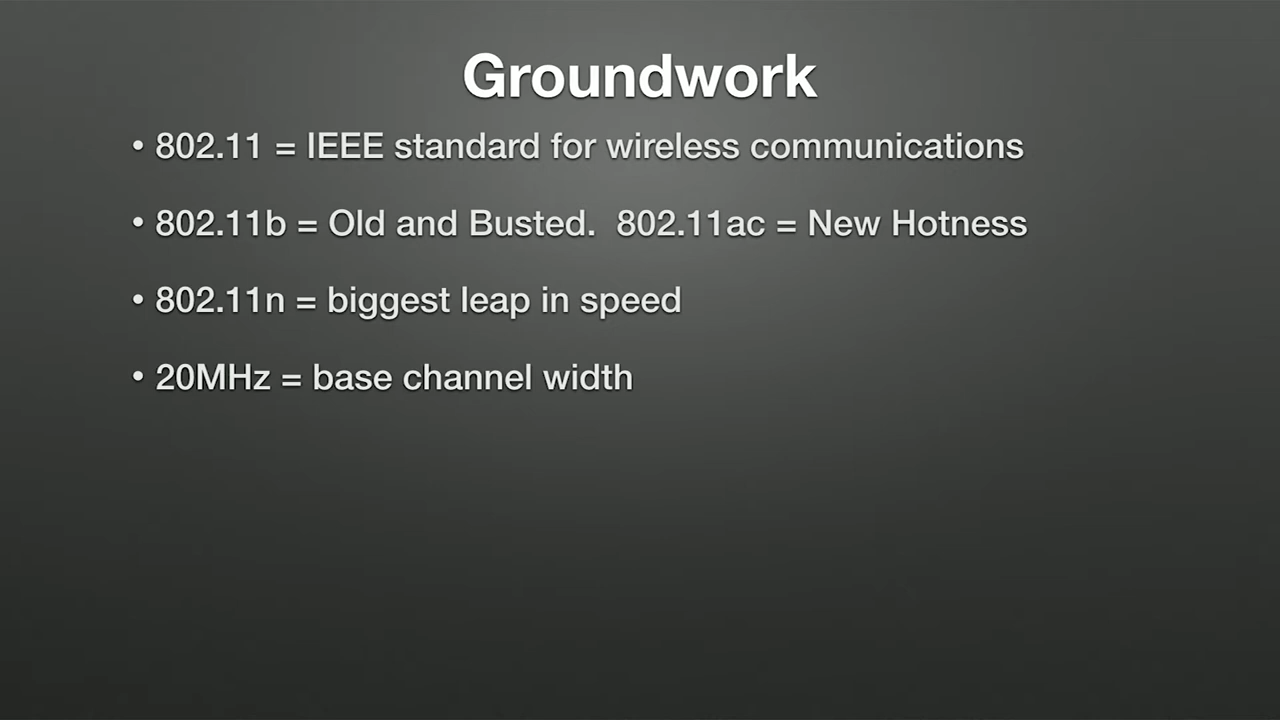 Groundwork
• 802.11 = IEEE standard for wireless communications
• 802.11b = Old and Busted.  802.11ac = New Hotness
• 802.11n = biggest leap in speed
• 20MHz = base channel width